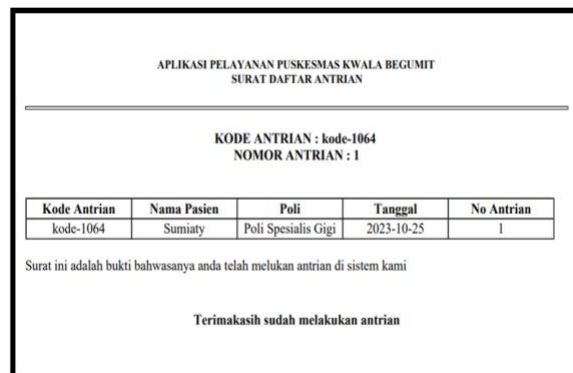 APLIKASI PELAYANAN PUSKESMAS KWALA BEGUMIT
SURAT DAFTAR ANTRIAN
KODE ANTRIAN : kode-1064
NOMOR ANTRIAN : 1
Kode Antrian Nama Pasien Poli Tanggal No Antrian
kode-1064 Sumiaty Poli Spesialis Gigi 2023-10-25 1
Surat ini adalah bukti bahwasanya anda telah melukan antrian di sistem kami
Terimakasih sudah melakukan antrian